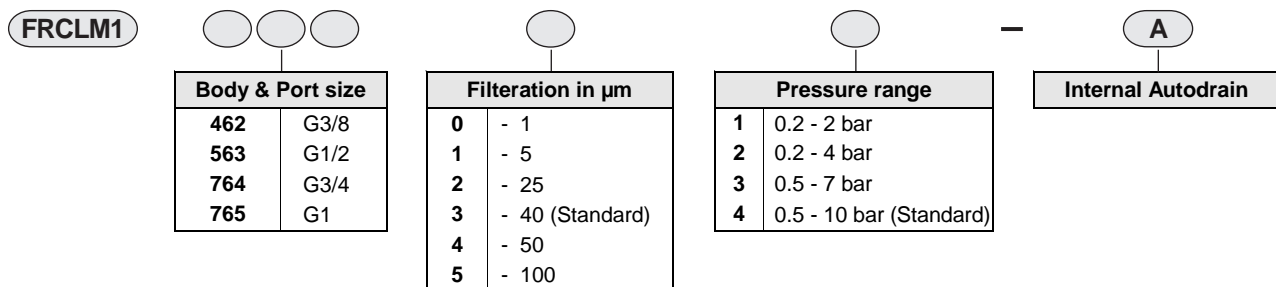 FRCLM1 – A
Body & Port size
462 G3/8
563 G1/2
764 G3/4
765 G1
Filteration in µm
0 - 1
1 - 5
2 - 25
3 - 40 (Standard)
4 - 50
5 - 100
Pressure range
1 0.2 - 2 bar
2 0.2 - 4 bar
3 0.5 - 7 bar
4 0.5 - 10 bar (Standard)
Internal Autodrain